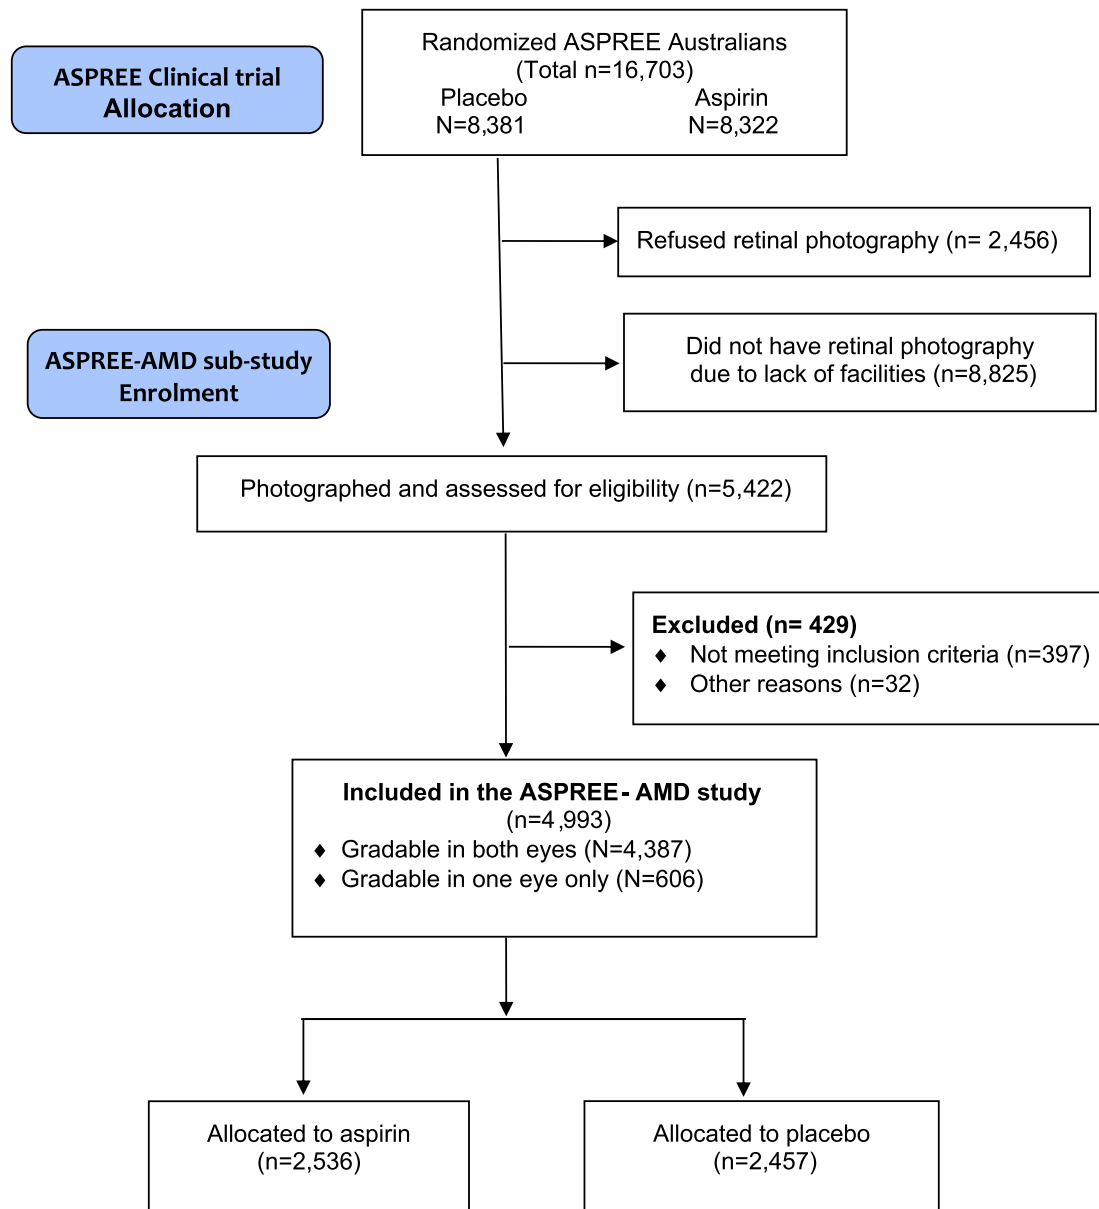 ASPREE Clinical trial
Allocation
Randomized ASPREE Australians
(Total n=16,703)
Placebo Aspirin
N=8,381 N=8,322
Refused retinal photography (n= 2,456)
ASPREE-AMD sub-study
Enrolment
Did not have retinal photography
due to lack of facilities (n=8,825)
Photographed and assessed for eligibility (n=5,422)
Excluded (n= 429)
♦ Not meeting inclusion criteria (n=397)
♦ Other reasons (n=32)
Included in the ASPREE - AMD study
(n=4,993)
♦ Gradable in both eyes (N=4,387)
♦ Gradable in one eye only (N=606)
Allocated to aspirin
(n=2,536)
Allocated to placebo
(n=2,457)